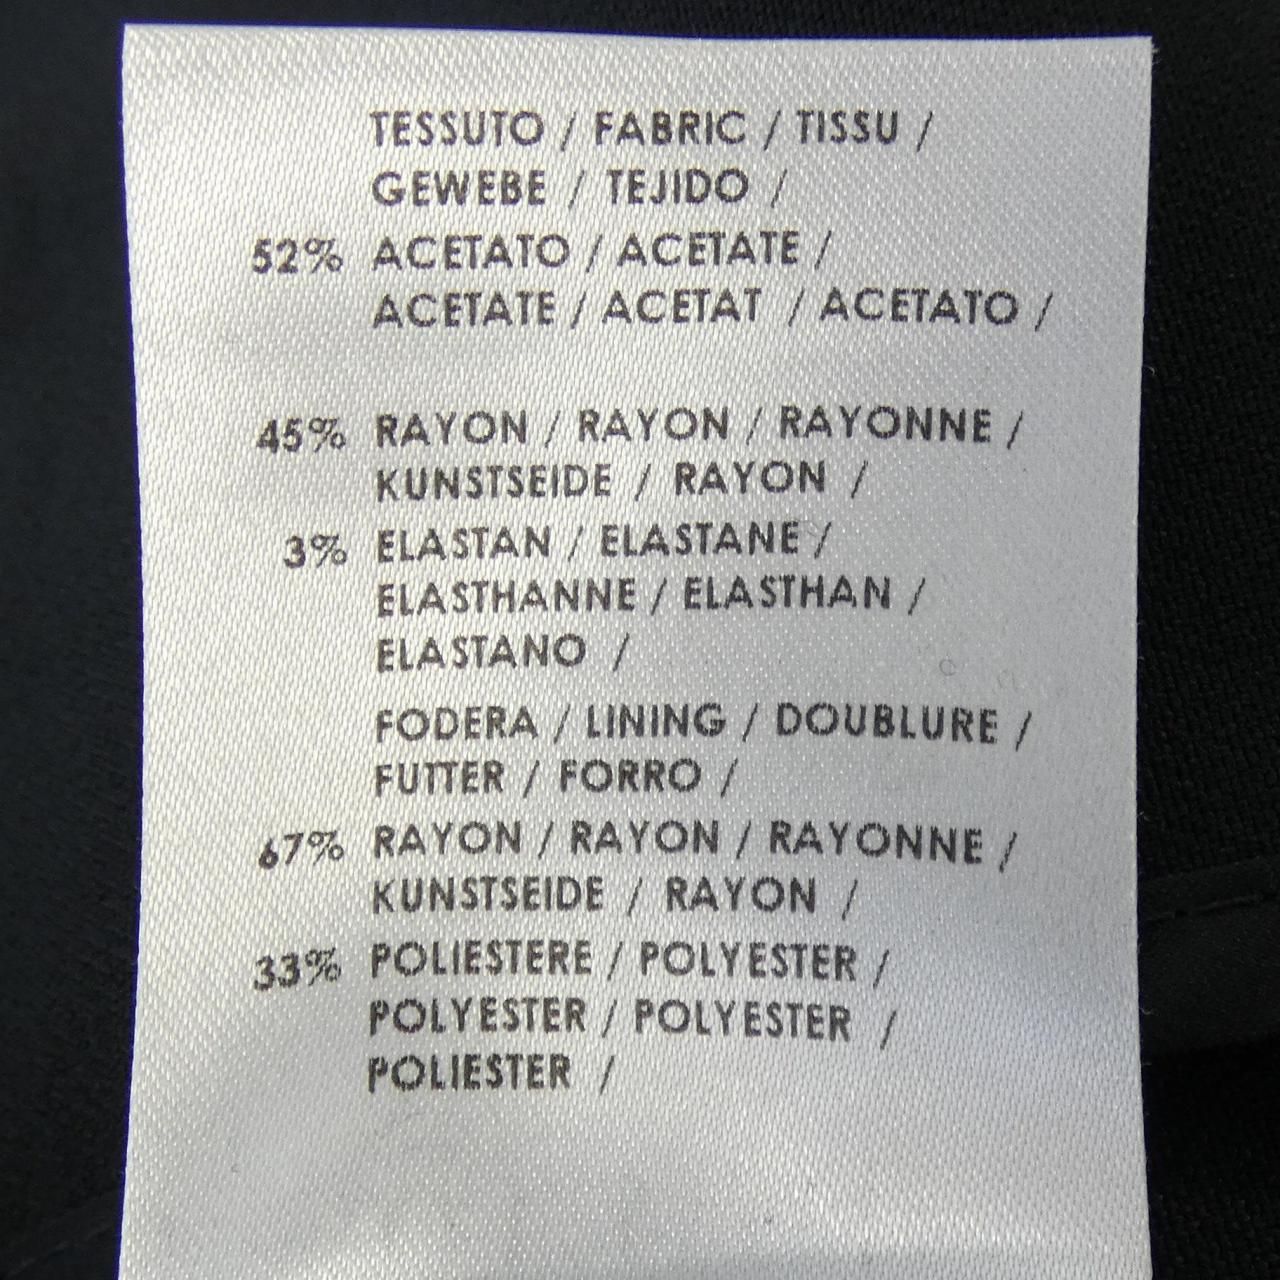 TESSUTO / FABRIC / TISSU /
GEWEBE / TEJIDO /
52% ACETATO / ACETATE /
ACETATE / ACETAT / ACETATO /
45% RAYON / RAYON / RAYONNE /
KUNSTSEIDE / RAYON /
3% ELASTAN / ELASTANE /
ELASTHANNE / ELASTHAN /
ELASTANO /
FODERA / LINING / DOUBLURE /
FUTTER / FORRO /
67% RAYON / RAYON / RAYONNE /
KUNSTSEIDE / RAYON /
33% POLIESTERE / POLYESTER /
POLYESTER / POLYESTER /
POLIESTER /